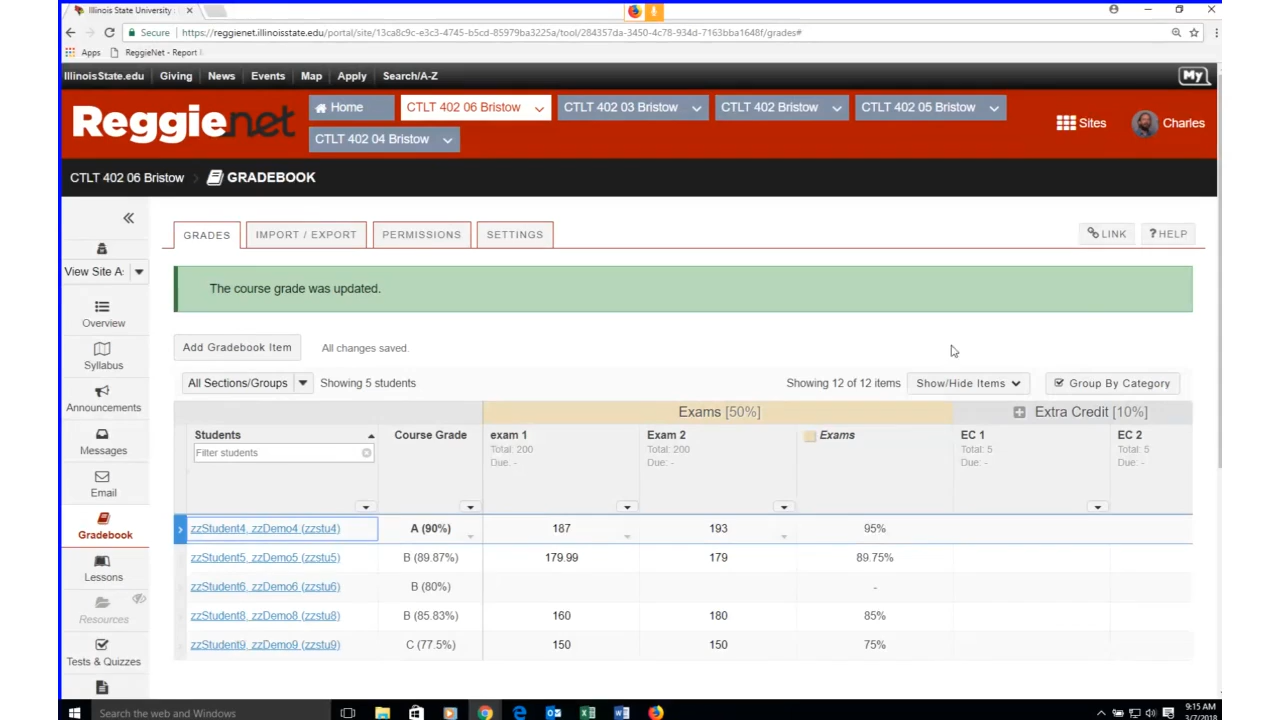 Illinois State University :
Secure https://reggienet.illinoisstate.edu/portal/site/13ca8c9c-e3c3-4745-b5cd-85979ba3225a/tool/284357da-3450-4c78-934d-7163bba1648f/grades#
Apps ReggieNet - Report
IllinoisState.edu Giving News Events Map Apply Search/A-Z My
Reggienet Home CTLT 402 06 Bristow CTLT 402 03 Bristow CTLT 402 Bristow CTLT 402 05 Bristow
CTLT 402 04 Bristow
Sites Charles
CTLT 402 06 Bristow GRADEBOOK
GRADES IMPORT / EXPORT PERMISSIONS SETTINGS LINK ? HELP
View Site A:
Overview
Syllabus
Announcements
Messages
Email
Gradebook
Lessons
Resources
Tests & Quizzes
The course grade was updated.
Add Gradebook Item All changes saved.
All Sections/Groups Showing 5 students Showing 12 of 12 items Show/Hide Items Group By Category
Exams [50%] Extra Credit [10%]
Students Course Grade exam 1 Exam 2 Exams EC 1 EC 2
Filter students Total: 200 Total: 200 Total: 5 Total: 5
Due: - Due: - Due: - Due: -
zzStudent4, zzDemo4 (zzstu4) A (90%) 187 193 95%
zzStudent5, zzDemo5 (zzstu5) B (89.87%) 179.99 179 89.75%
zzStudent6, zzDemo6 (zzstu6) B (80%) -
zzStudent8, zzDemo8 (zzstu8) B (85.83%) 160 180 85%
zzStudent9, zzDemo9 (zzstu9) C (77.5%) 150 150 75%
Search the web and Windows
9:15 AM
3/7/2018